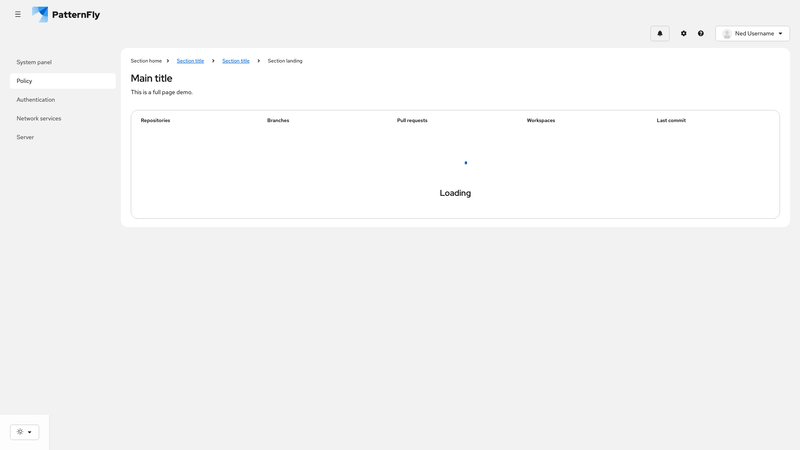 PatternFly
Ned Username
System panel
Policy
Authentication
Network services
Server
Section home > Section title > Section title > Section landing
Main title
This is a full page demo.
Repositories Branches Pull requests Workspaces Last commit
Loading